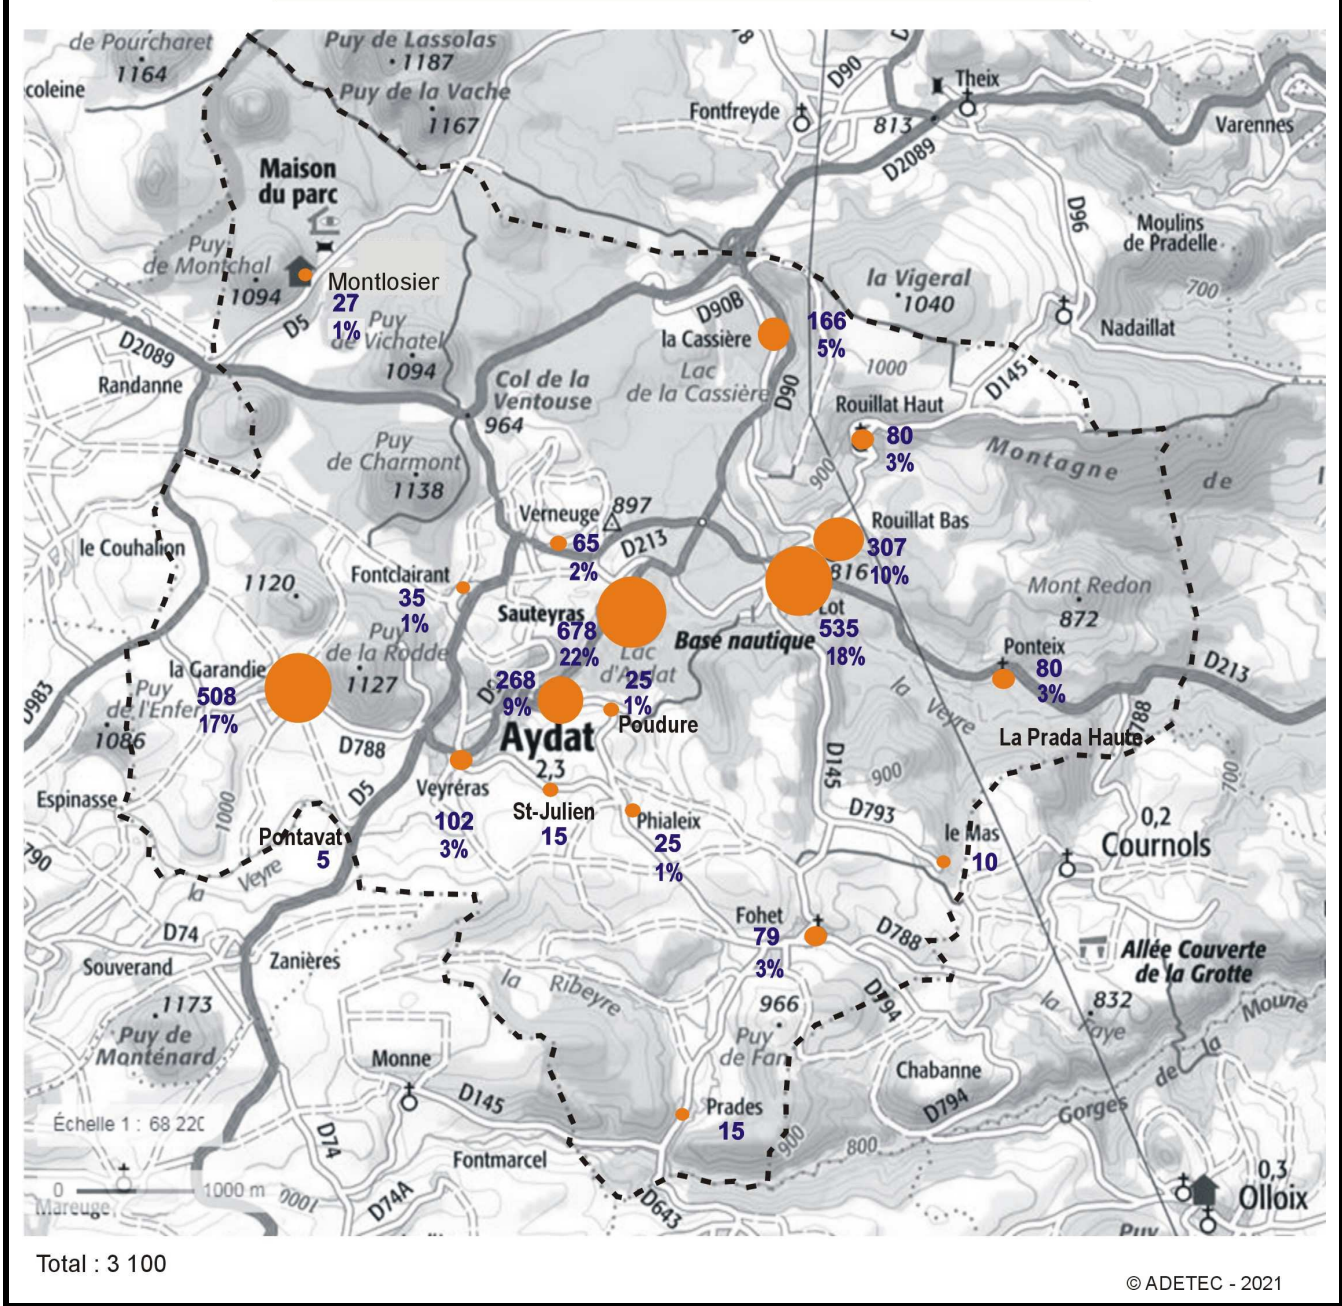 de Pourcharet
1164
coleine
Puy de Lassolas
1187
Puy de la Vache
1167
D90
Fontfreyde
Theix
813
D2089
Varennes
Maison
du parc
D96
Moulins
de Pradelle
Puy
de Montchal
1094
Montlosier
27
1%
D5
Puy
de Vichatel
1094
la Vigeral
1040
700
D90B
la Cassière
166
5%
Nadaillat
D2089
Randanne
Lac
de la Cassière
D90
1000
D145
Col de la
Ventouse
964
Rouillat Haut
80
3%
Montagne
de
Puy
de Charmont
1138
900
897
Verneuge
65
2%
D213
Rouillat Bas
307
10%
816
le Couhalion
1120
Fontclairant
35
1%
Mont Redon
872
Sauteyras
678
22%
Base nautique
Lot
535
18%
Puy
de la Rodde
1127
Lac
d'Aydat
Ponteix
80
3%
D213
la Garandie
508
17%
Puy
de l'Enfer
1086
D983
268
9%
25
1%
Poudure
Aydat
2,3
la
Veyre
La Prada Haute
D788
D145
900
700
Veyréras
102
3%
St-Julien
15
Phialeix
25
1%
D793
le Mas
10
0,2
Cournols
Espinasse
1000
D5
Pontavat
5
790
la
Veyre
D74
Souverand
Zanières
Fohet
79
3%
D788
Allée Couverte
de la Grotte
la
Ribeyre
966
D794
la
Faye
832
Moune
1173
Puy de
Manténard
Puy
de Fan
de
la
Monne
Chabanne
D794
Gorges
Échelle 1 : 68 220
D145
Prades
15
900
800
D74
Fontmarcel
0 1000 m
Mareuge
1000
D74A
D643
0,3
Olloix
Puy
Total : 3 100
© ADETEC - 2021